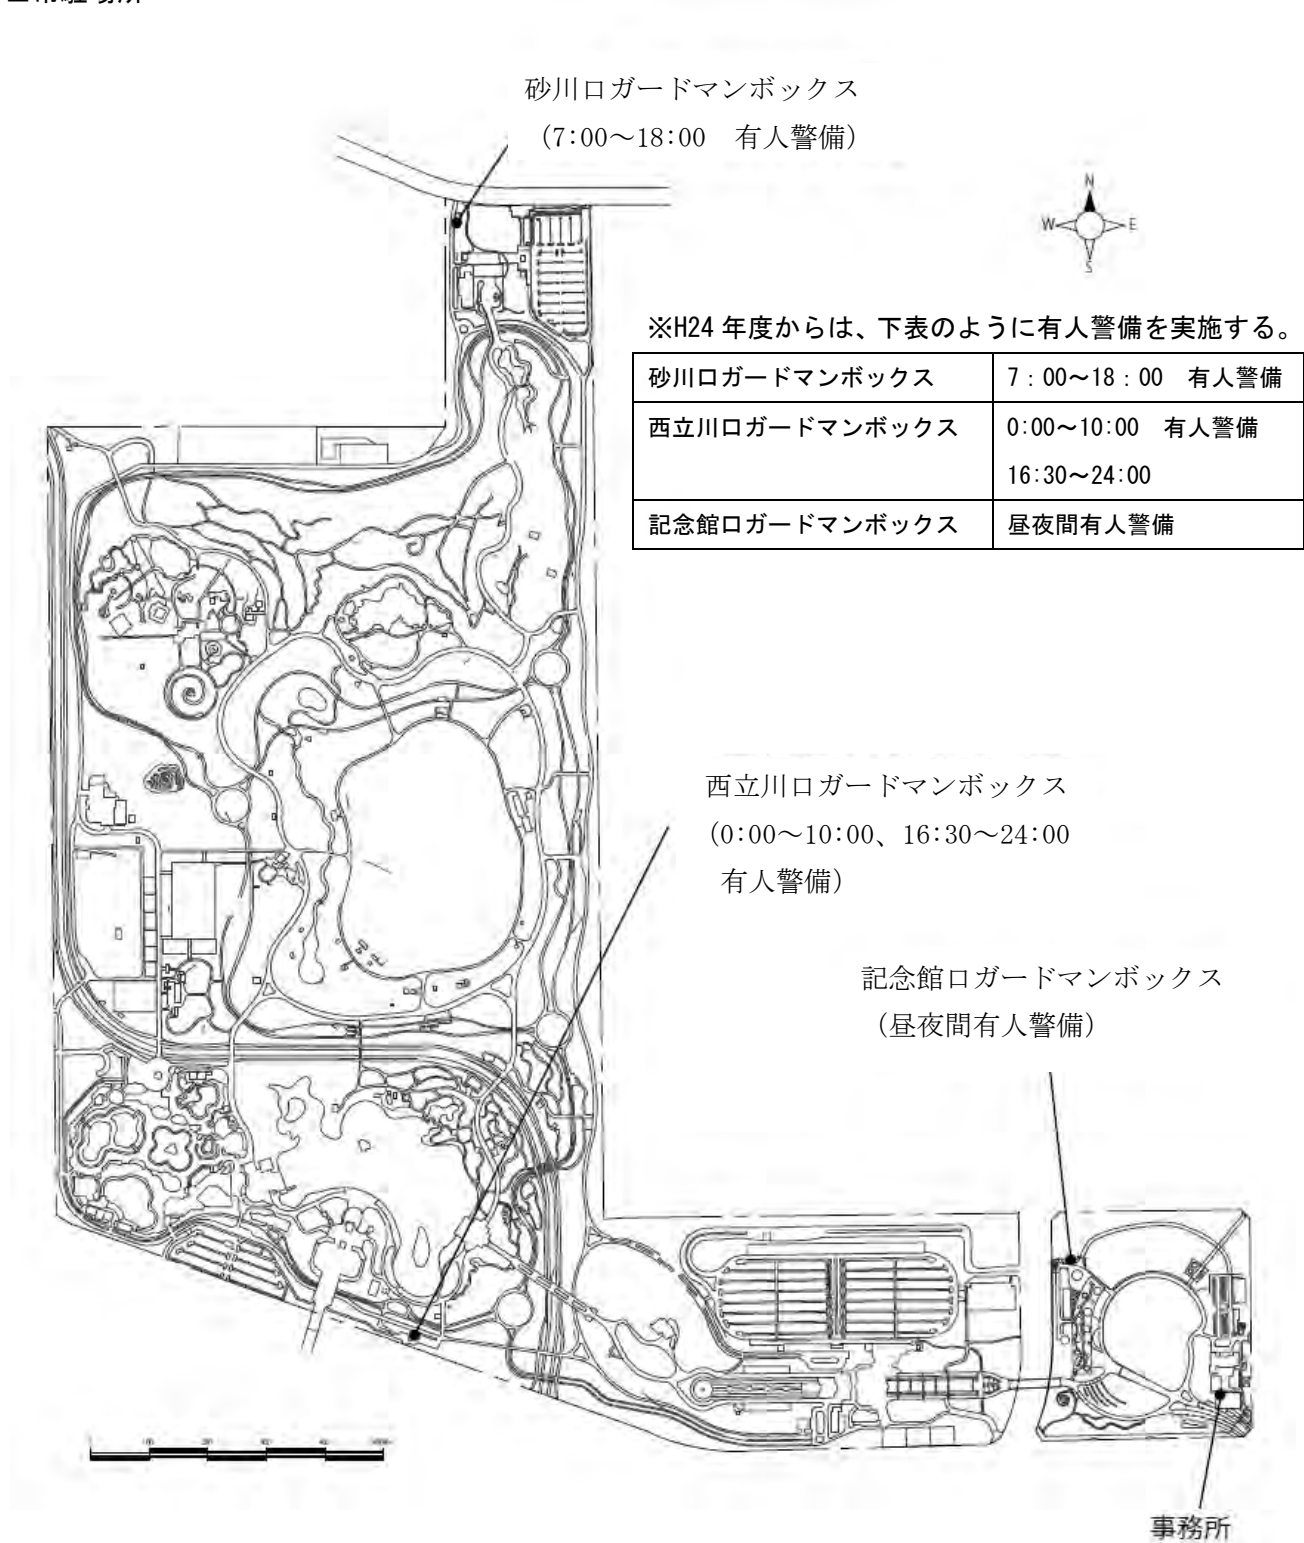 砂川口ガードマンボックス
（7:00～18:00　有人警備）
N
W E
S
※H24 年度からは、下表のように有人警備を実施する。
砂川口ガードマンボックス 7：00～18：00　有人警備
西立川口ガードマンボックス 0:00～10:00　有人警備
16:30～24:00
記念館口ガードマンボックス 昼夜間有人警備
西立川口ガードマンボックス
（0:00～10:00、16:30～24:00
有人警備）
記念館口ガードマンボックス
（昼夜間有人警備）
事務所